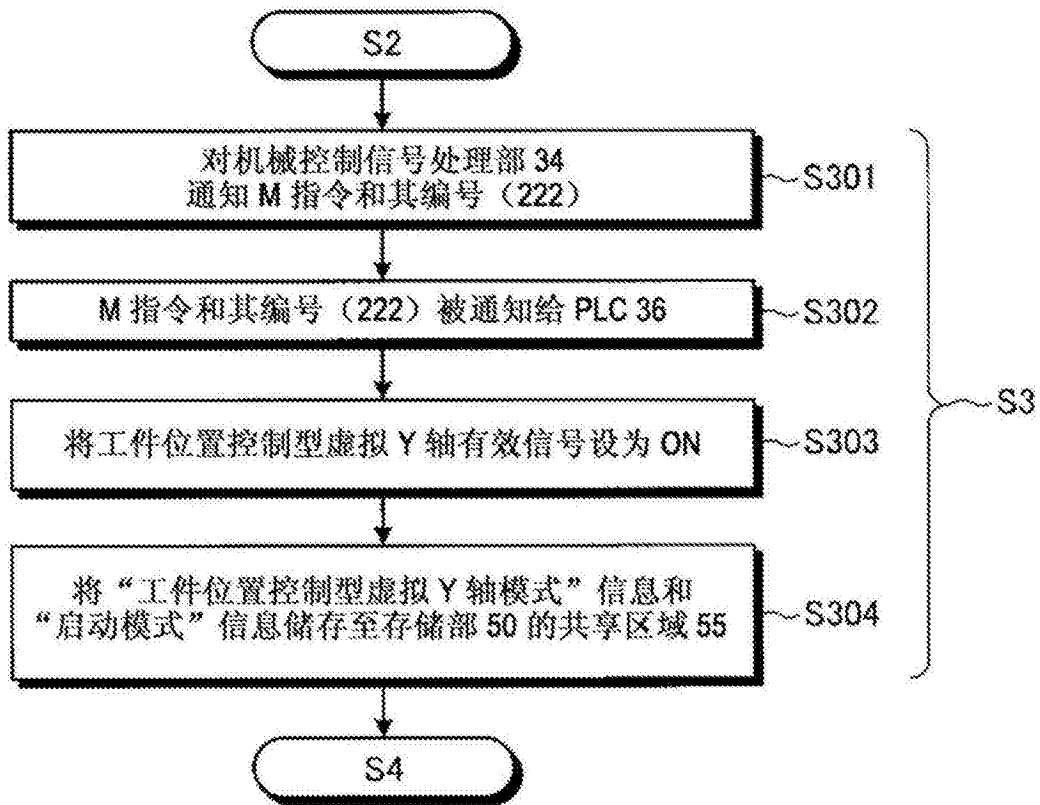 S2
对机械控制信号处理部 34
通知 M 指令和其编号（222）
S301
M 指令和其编号（222）被通知给 PLC 36
S302
将工件位置控制型虚拟 Y 轴有效信号设为 ON
S303
将“工件位置控制型虚拟 Y 轴模式”信息和
“启动模式”信息储存至存储部 50 的共享区域 55
S304
S3
S4